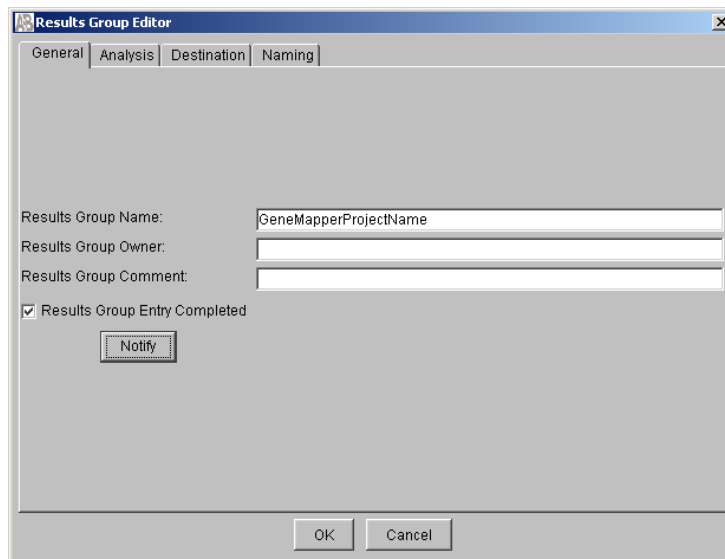 AB Results Group Editor
General Analysis Destination Naming
Results Group Name: GeneMapperProjectName
Results Group Owner:
Results Group Comment:
Results Group Entry Completed
Notify
OK Cancel